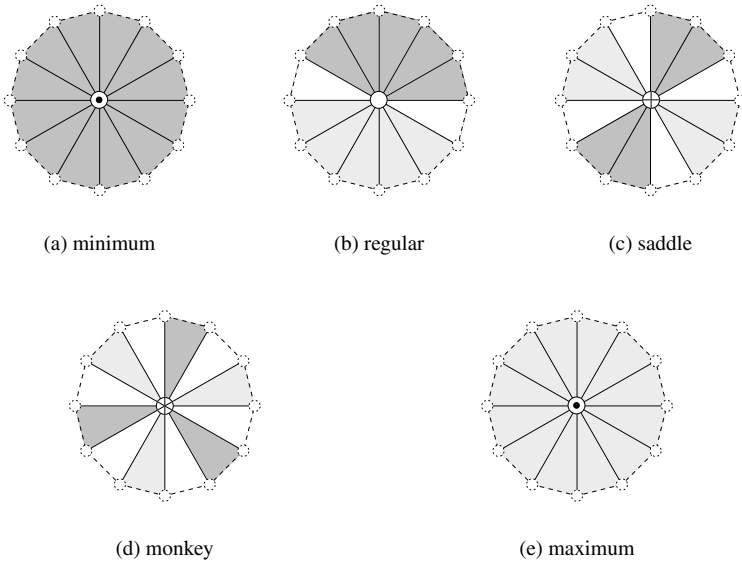 (a) minimum
(b) regular
(c) saddle
(d) monkey
(e) maximum